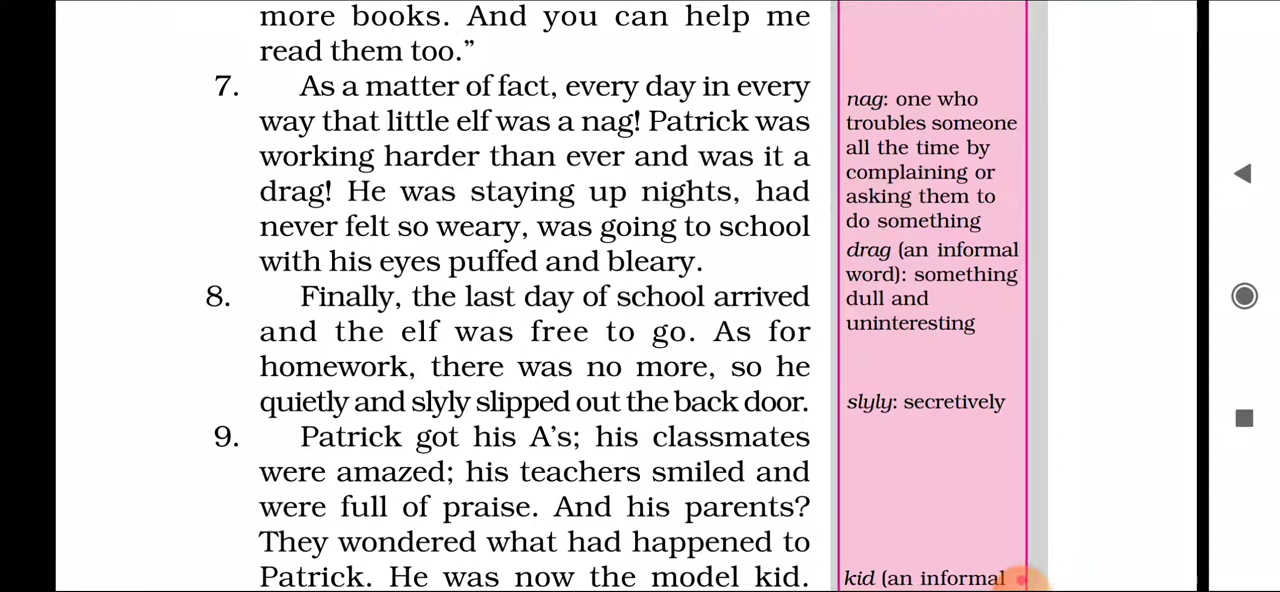 more books. And you can help me
read them too.”
7. As a matter of fact, every day in every
way that little elf was a nag! Patrick was
working harder than ever and was it a
drag! He was staying up nights, had
never felt so weary, was going to school
with his eyes puffed and bleary.
8. Finally, the last day of school arrived
and the elf was free to go. As for
homework, there was no more, so he
quietly and slyly slipped out the back door.
9. Patrick got his A’s; his classmates
were amazed; his teachers smiled and
were full of praise. And his parents?
They wondered what had happened to
Patrick. He was now the model kid.
nag: one who
troubles someone
all the time by
complaining or
asking them to
do something
drag (an informal
word): something
dull and
uninteresting
slyly: secretively
kid (an informal